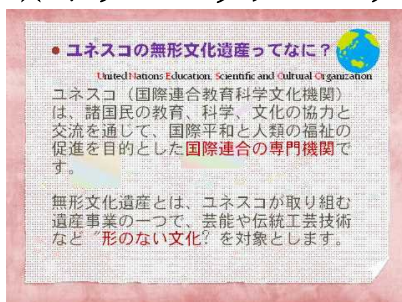 • ユネスコの無形文化遺産ってなに？
United Nations Education, Scientific and Cultural Organization
ユネスコ（国際連合教育科学文化機関）
は、諸国民の教育、科学、文化の協力と
交流を通じて、国際平和と人類の福祉の
促進を目的とした国際連合の専門機関で
す。
無形文化遺産とは、ユネスコが取り組む
遺産事業の一つで、芸能や伝統工芸技術
など〝形のない文化? を対象とします。